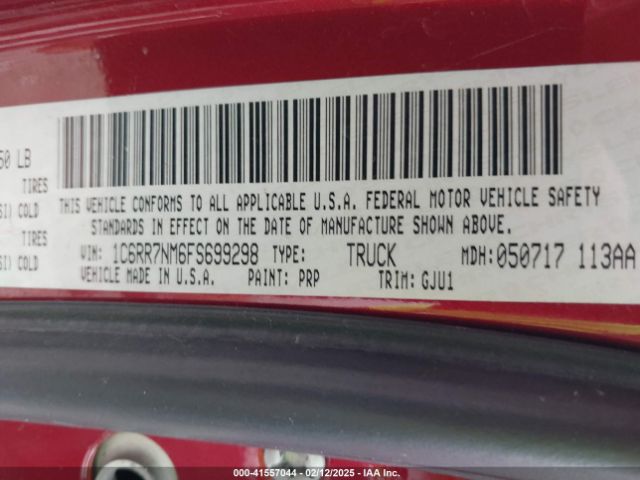 50 LB
TIRES
SI) COLD
TIRES
SI) COLD
THIS VEHICLE CONFORMS TO ALL APPLICABLE U.S.A. FEDERAL MOTOR VEHICLE SAFETY
STANDARDS IN EFFECT ON THE DATE OF MANUFACTURE SHOWN ABOVE.
VIN: 1C6RR7NM6FS699298 TYPE: TRUCK MDH: 050717 113AA
VEHICLE MADE IN U.S.A. PAINT: PRP TRIM: GJU1
000-41557044 / 02/12/2025 - IAA Inc.